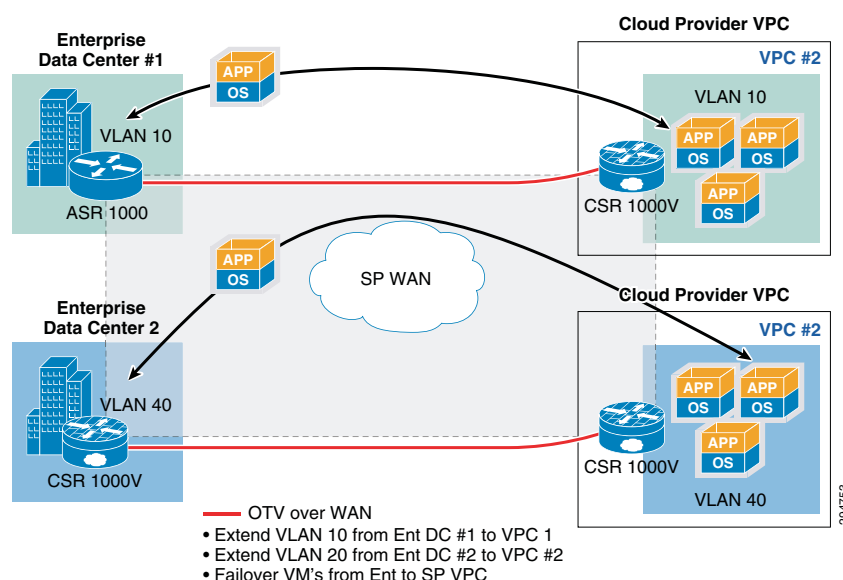 Enterprise
Data Center #1
VLAN 10
ASR 1000
APP
OS
Cloud Provider VPC
VPC #2
VLAN 10
APP
OS
APP
OS
APP
OS
CSR 1000V
SP WAN
APP
OS
Enterprise
Data Center 2
VLAN 40
CSR 1000V
Cloud Provider VPC
VPC #2
APP
OS
APP
OS
APP
OS
CSR 1000V
VLAN 40
OTV over WAN
• Extend VLAN 10 from Ent DC #1 to VPC 1
• Extend VLAN 20 from Ent DC #2 to VPC #2
• Failover VM's from Ent to SP VPC